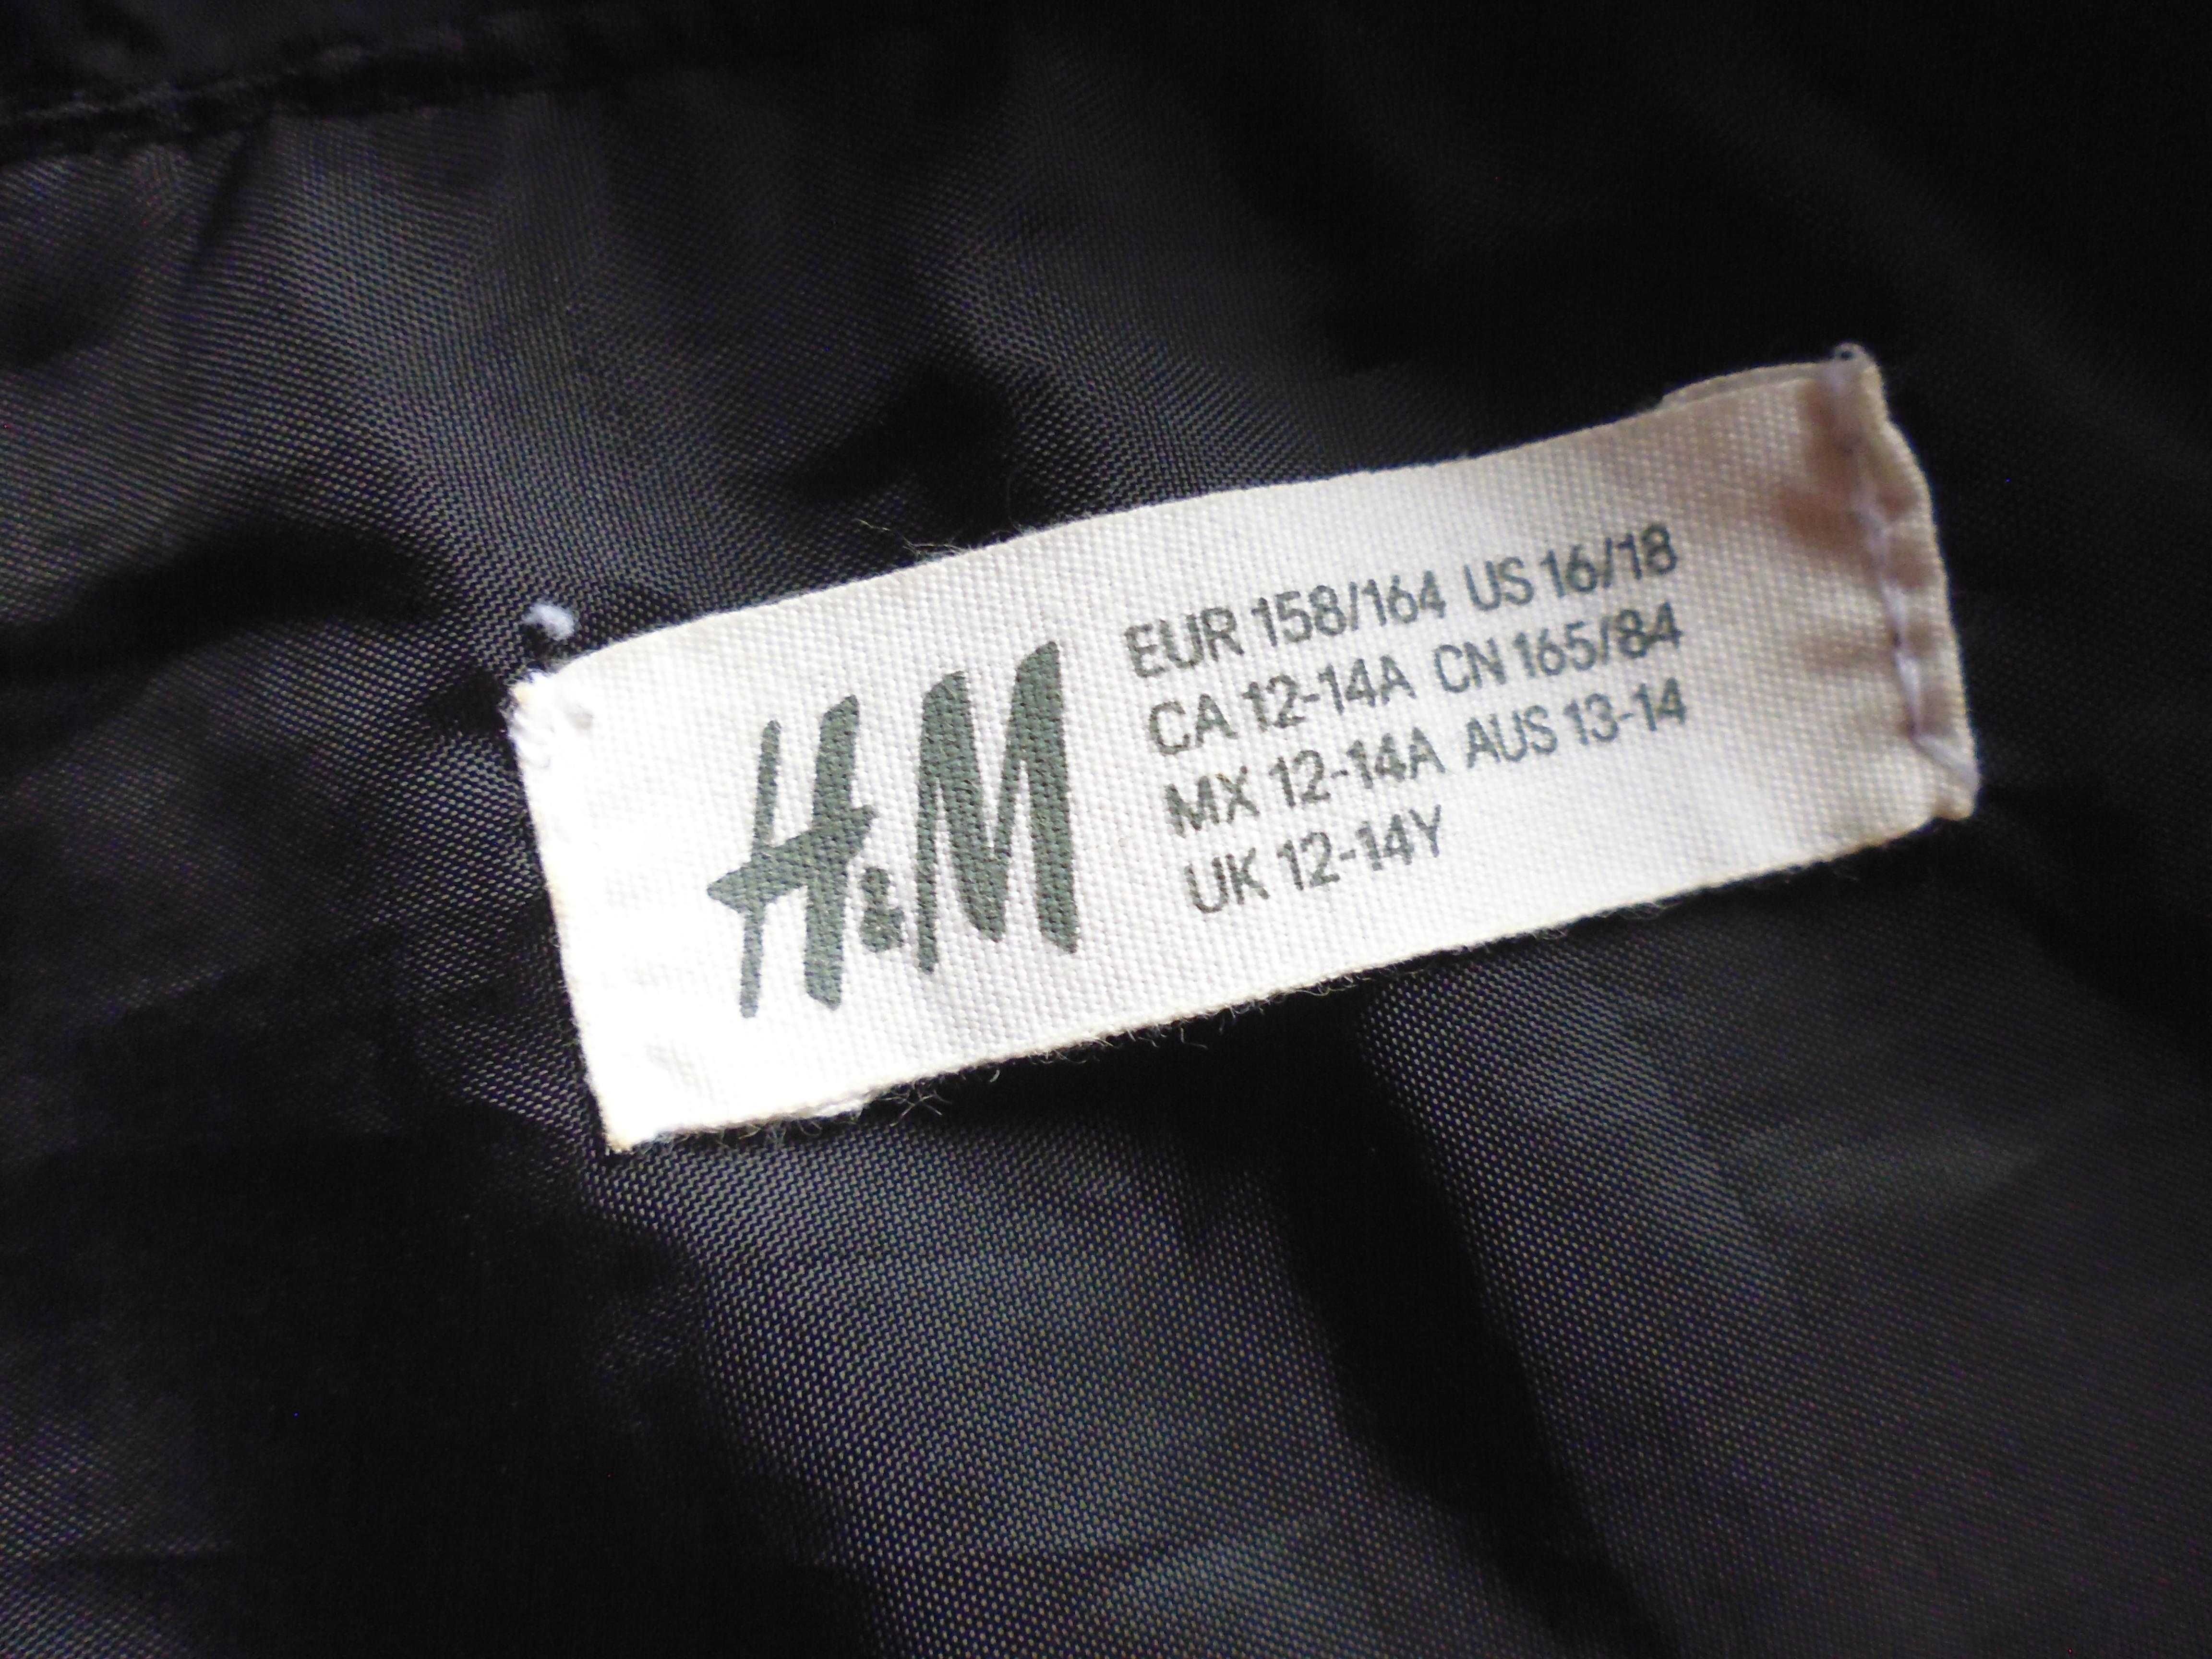 H&M
EUR 158/164 US 16/18
CA 12-14A CN 165/84
MX 12-14A AUS 13-14
UK 12-14Y